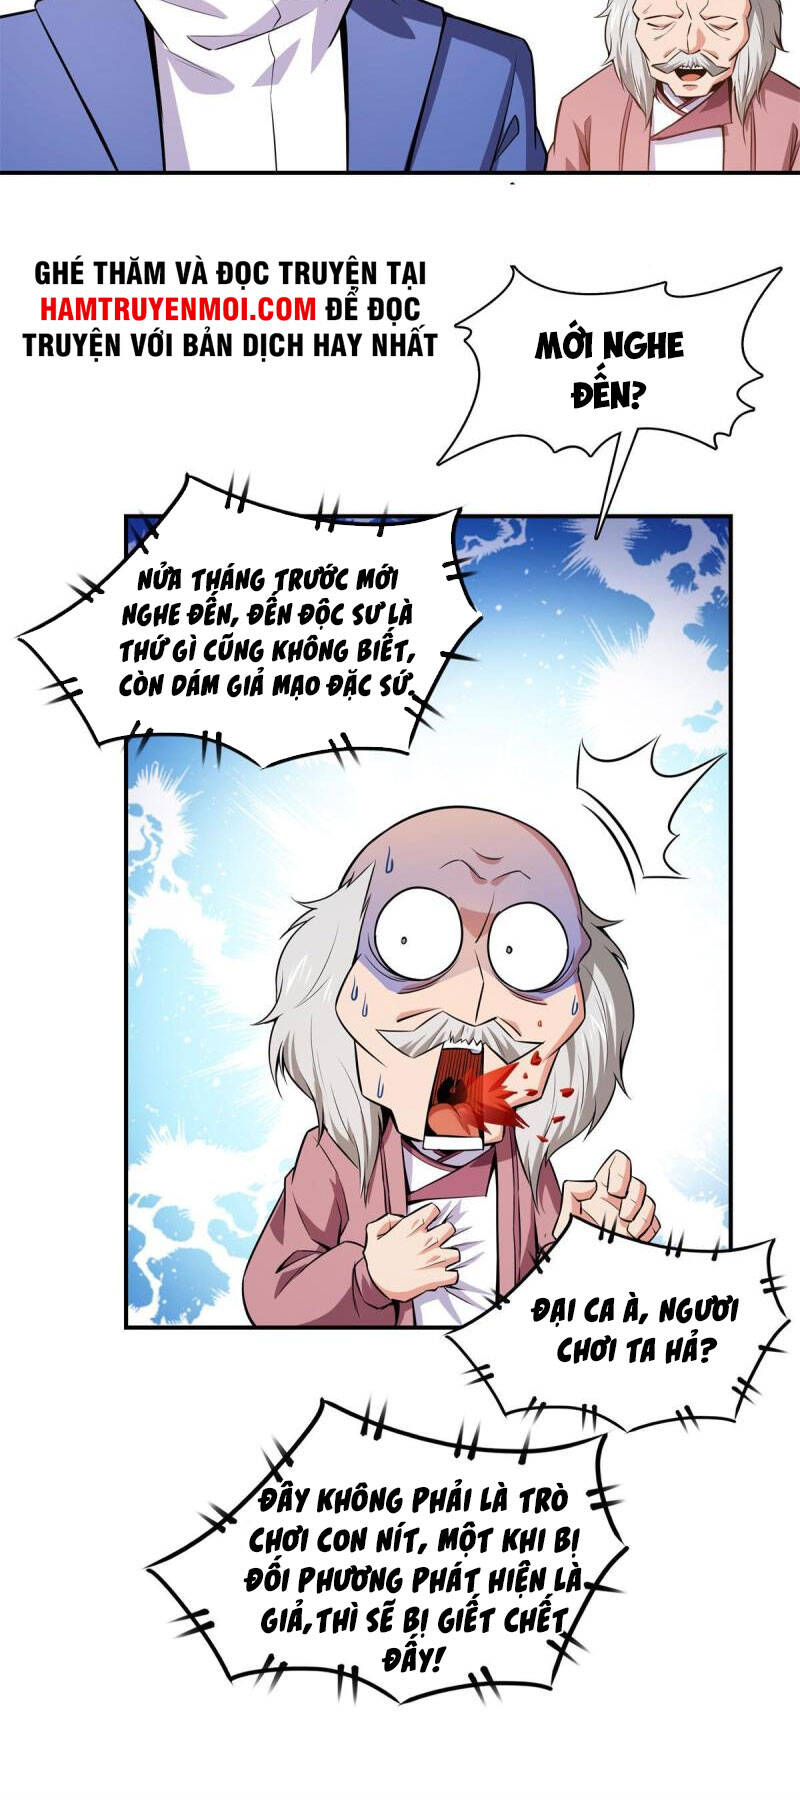 GHÉ THĂM VÀ ĐỌC TRUYỆN TẠI
HAMTRUYENMOI.COM ĐỂ ĐỌC
TRUYỆN VỚI BẢN DỊCH HAY NHẤT
MỚI NGHE
ĐẾN?
NỬA THÁNG TRƯỚC MỚI
NGHE ĐẾN, ĐẾN ĐỘC SƯ LÀ
THỨ GÌ CŨNG KHÔNG BIẾT,
CÒN DÁM GIẢ MẠO ĐẶC SỨ.
ĐẠI CA À, NGƯƠI
CHƠI TA HẢ?
ĐÂY KHÔNG PHẢI LÀ TRÒ
CHƠI CON NÍT, MỘT KHI BỊ
ĐỐI PHƯƠNG PHÁT HIỆN LÀ
GIẢ,THÌ SẼ BỊ GIẾT CHẾT
ĐẤY!